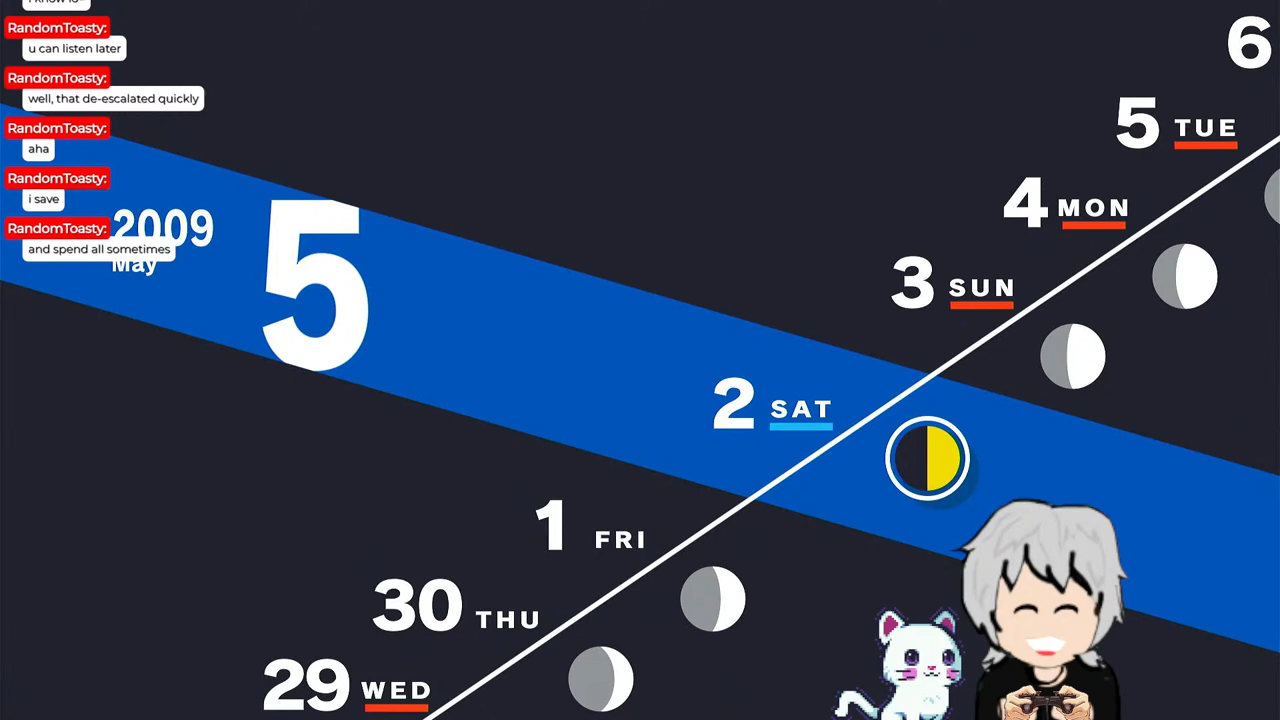 RandomToasty:
u can listen later
RandomToasty:
well, that de-escalated quickly
RandomToasty:
aha
RandomToasty:
i save
RandomToasty:
and spend all sometimes
2009
May
5
6
5 TUE
4 MON
3 SUN
2 SAT
1 FRI
30 THU
29 WED